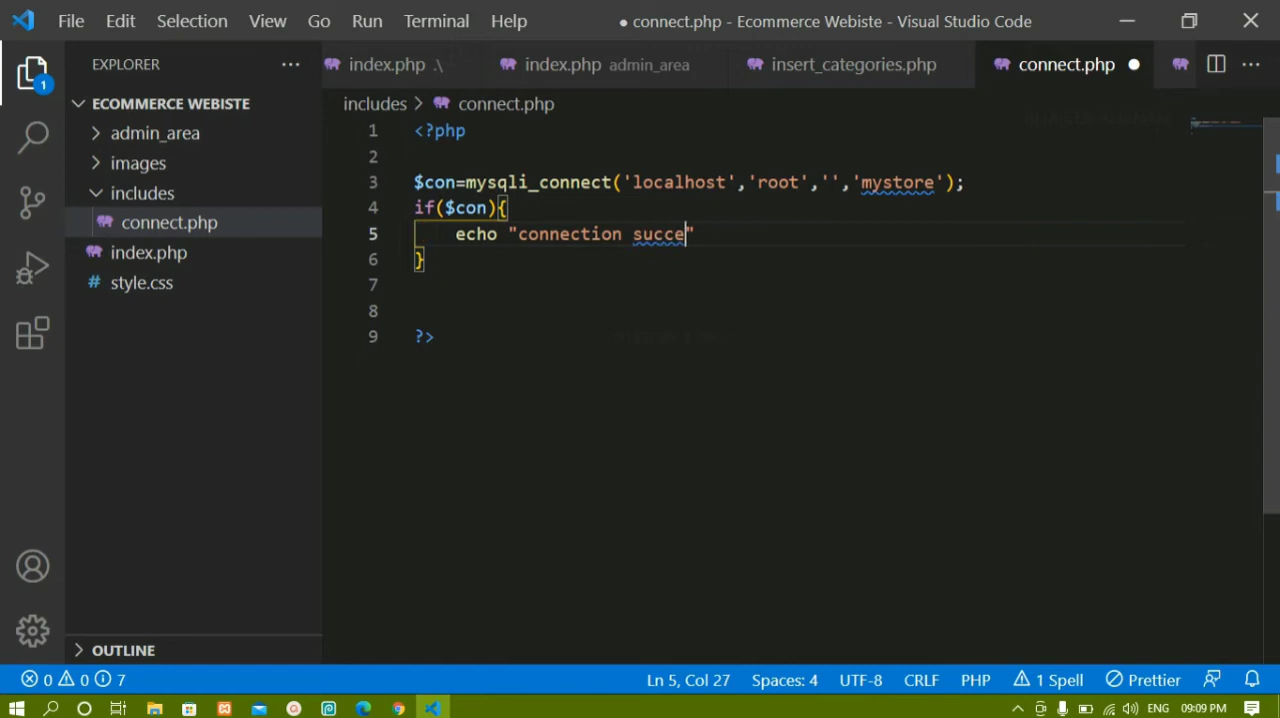 File Edit Selection View Go Run Terminal Help ● connect.php - Ecommerce Webiste - Visual Studio Code
EXPLORER ...
index.php .\ index.php admin_area insert_categories.php connect.php ...
1
ECOMMERCE WEBISTE
includes > connect.php
admin_area
images
includes
connect.php
index.php
# style.css
1 <?php
2
3 $con=mysqli_connect('localhost','root','','mystore');
4 if($con){
5 echo "connection succe"
6 }
7
8
9 ?>
OUTLINE
0 0 7 Ln 5, Col 27 Spaces: 4 UTF-8 CRLF PHP 1 Spell Prettier
ENG 09:09 PM